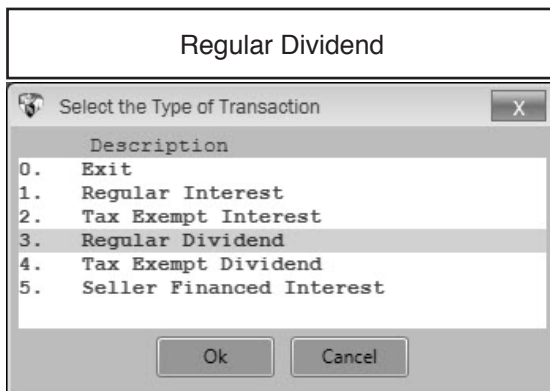 Regular Dividend
Select the Type of Transaction
X
Description
0. Exit
1. Regular Interest
2. Tax Exempt Interest
3. Regular Dividend
4. Tax Exempt Dividend
5. Seller Financed Interest
Ok Cancel